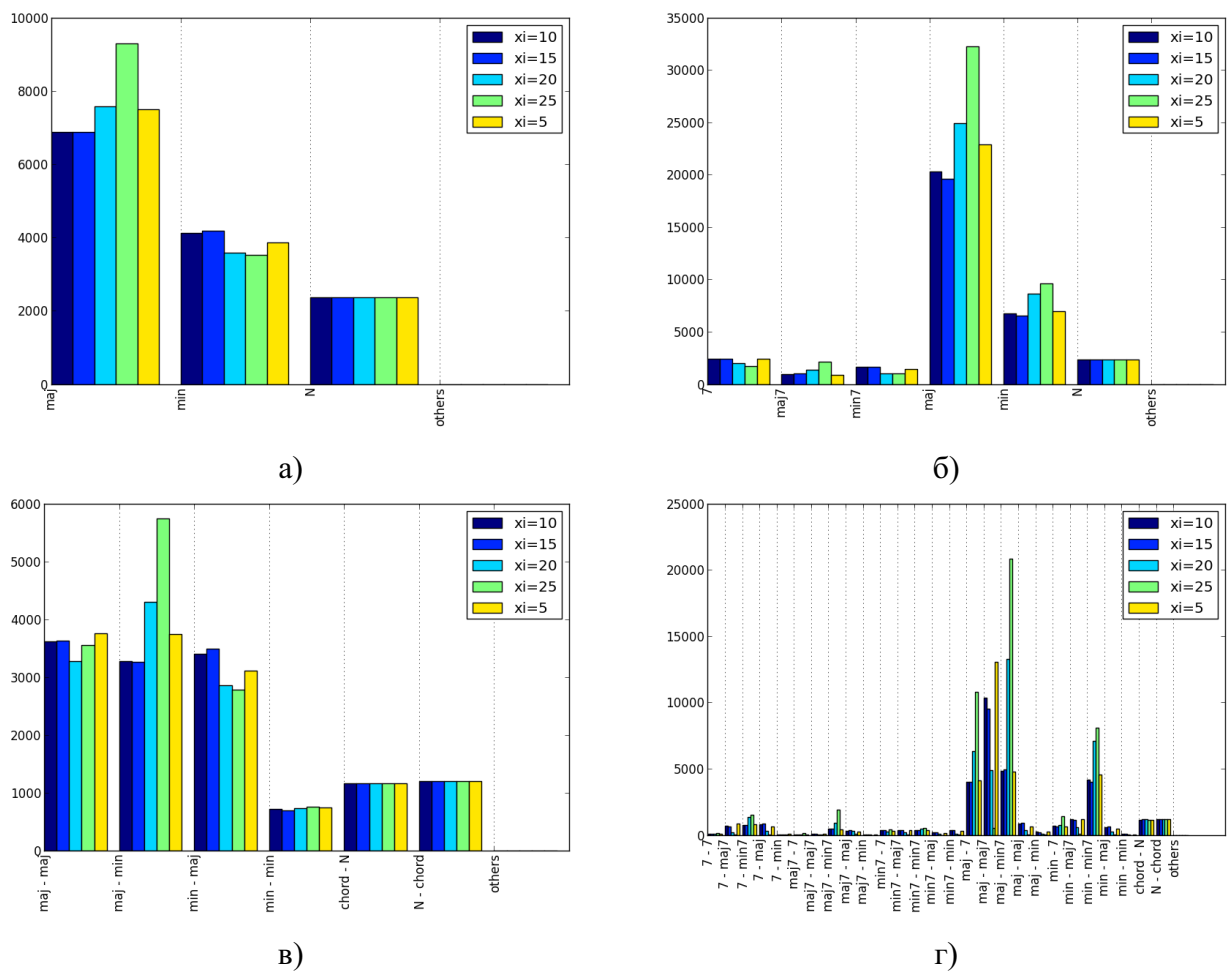 10000
8000
6000
4000
2000
0
xi=10
xi=15
xi=20
xi=25
xi=5
maj
min
N
others
а)
35000
30000
25000
20000
15000
10000
5000
0
xi=10
xi=15
xi=20
xi=25
xi=5
7
maj7
min7
maj
min
N
others
б)
6000
5000
4000
3000
2000
1000
0
xi=10
xi=15
xi=20
xi=25
xi=5
maj - maj
maj - min
min - maj
min - min
chord - N
N - chord
others
в)
25000
20000
15000
10000
5000
0
xi=10
xi=15
xi=20
xi=25
xi=5
7 - 7
7 - maj7
7 - min7
7 - maj
7 - min
maj7 - 7
maj7 - maj7
maj7 - min7
maj7 - maj
maj7 - min
min7 - 7
min7 - maj7
min7 - min7
min7 - maj
min7 - min
maj - 7
maj - maj7
maj - min7
maj - maj
maj - min
min - 7
min - maj7
min - min7
min - maj
min - min
chord - N
N - chord
others
г)